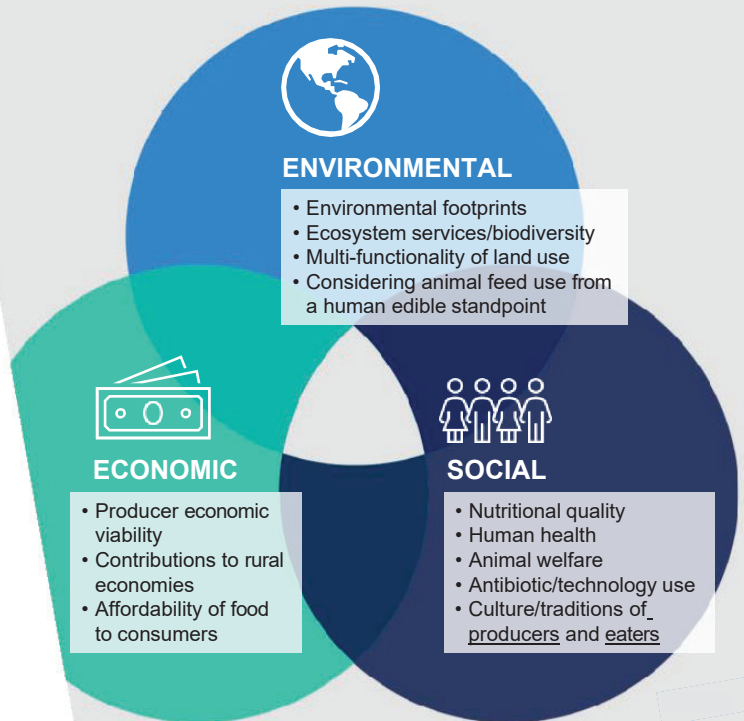 ENVIRONMENTAL
• Environmental footprints
• Ecosystem services/biodiversity
• Multi-functionality of land use
• Considering animal feed use from
a human edible standpoint
ECONOMIC
• Producer economic
viability
• Contributions to rural
economies
• Affordability of food
to consumers
SOCIAL
• Nutritional quality
• Human health
• Animal welfare
• Antibiotic/technology use
• Culture/traditions of
producers and eaters